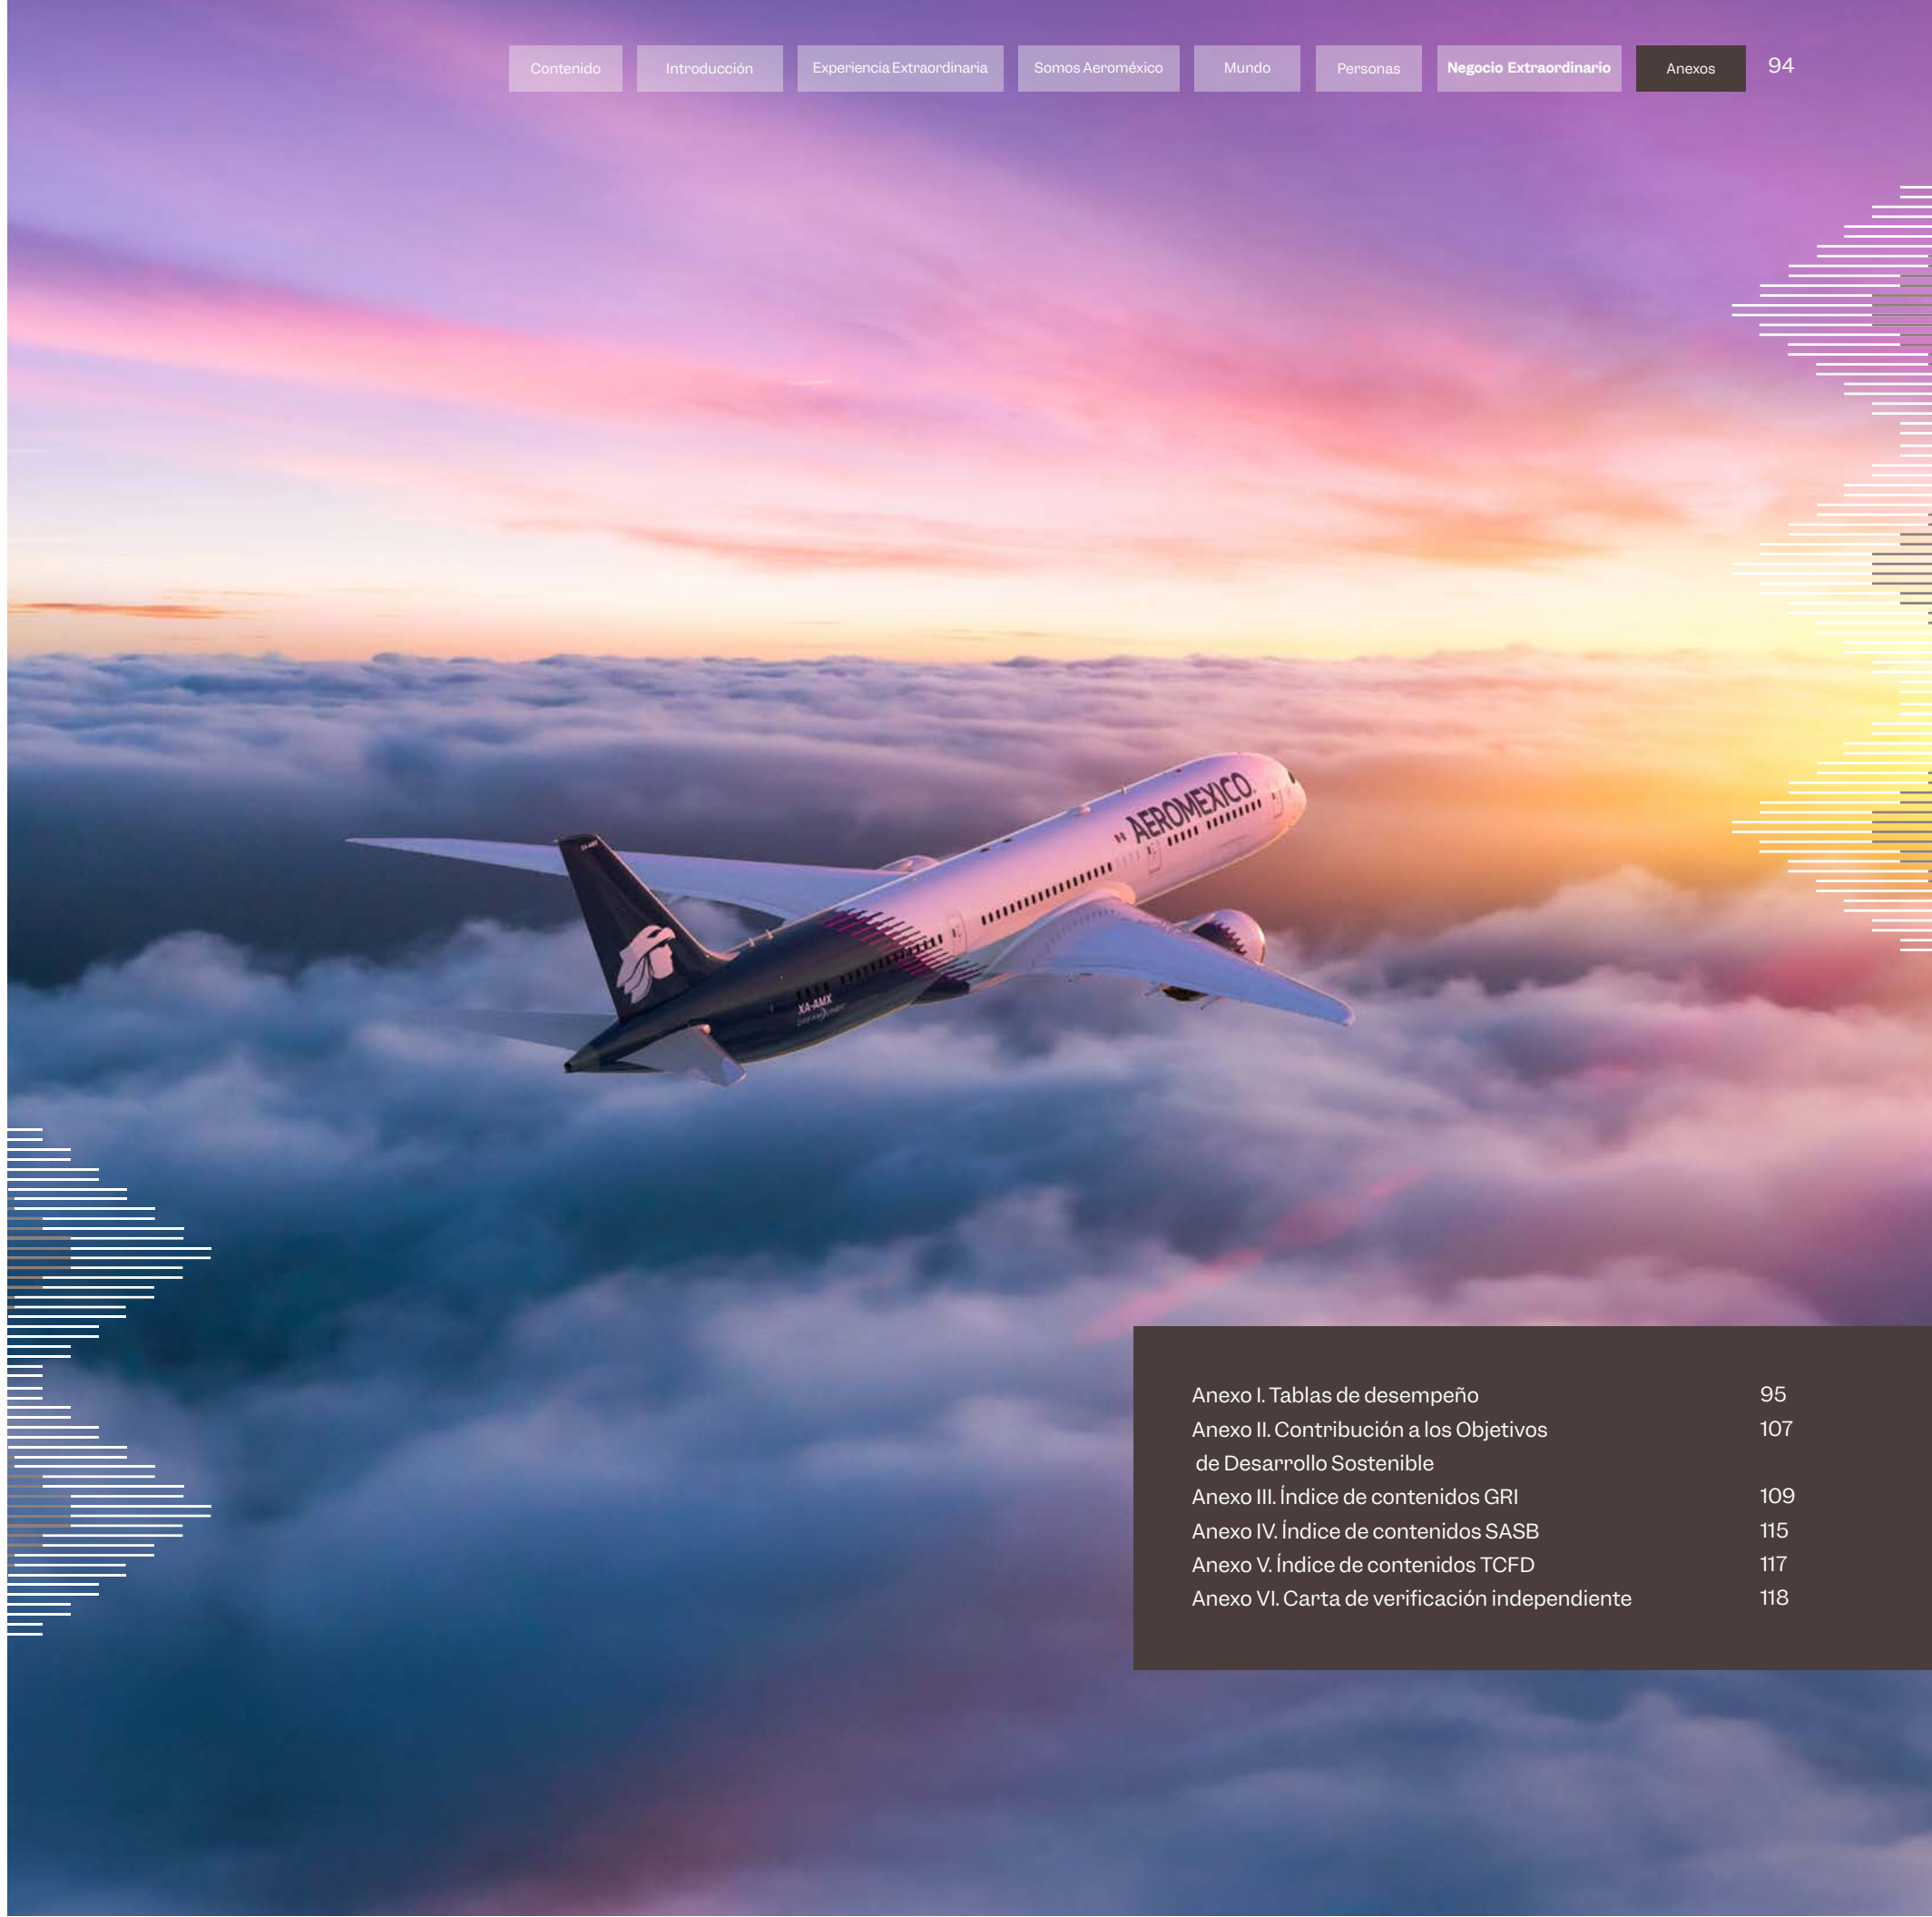 Contenido
Introducción
Experiencia Extraordinaria
Somos Aeroméxico
Mundo
Personas
Negocio Extraordinario
Anexos
94
AEROMEXICO
XA-AMX
Anexo I. Tablas de desempeño 95
Anexo II. Contribución a los Objetivos 107
de Desarrollo Sostenible
Anexo III. Índice de contenidos GRI 109
Anexo IV. Índice de contenidos SASB 115
Anexo V. Índice de contenidos TCFD 117
Anexo VI. Carta de verificación independiente 118